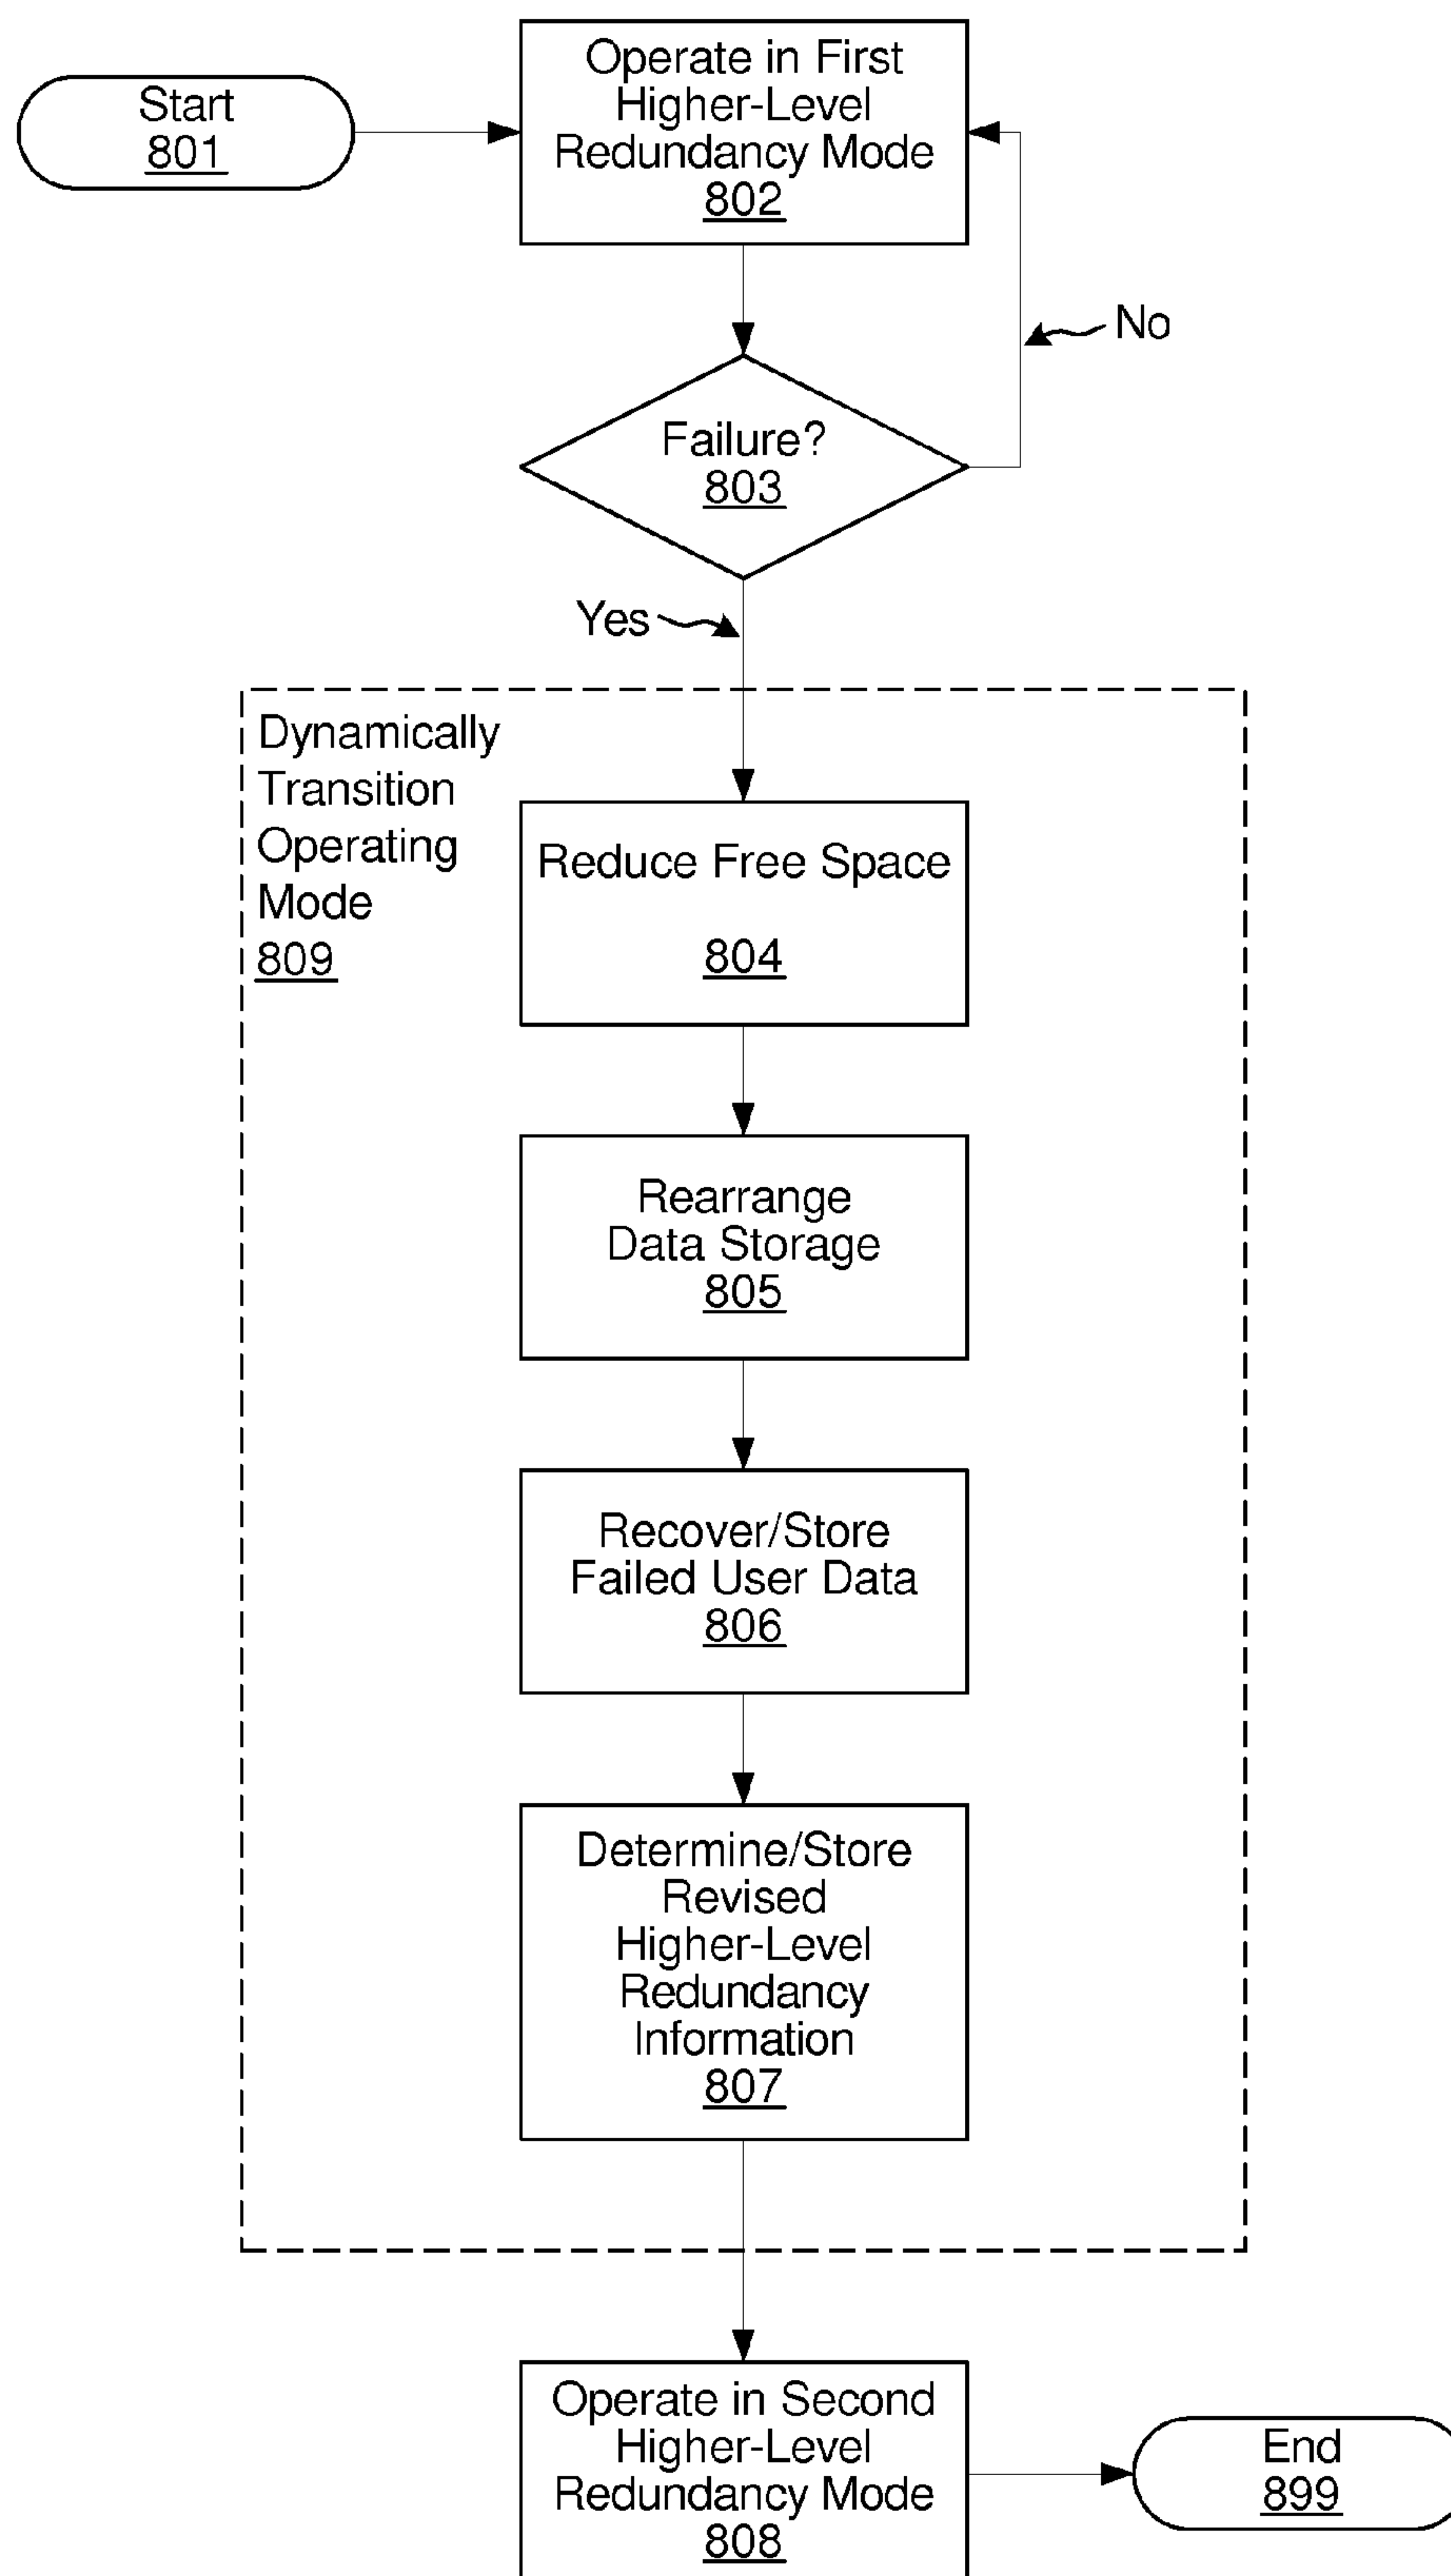 Start
801
Operate in First
Higher-Level
Redundancy Mode
802
No
Failure?
803
Yes
Dynamically
Transition
Operating
Mode
809
Reduce Free Space
804
Rearrange
Data Storage
805
Recover/Store
Failed User Data
806
Determine/Store
Revised
Higher-Level
Redundancy
Information
807
Operate in Second
Higher-Level
Redundancy Mode
808
End
899